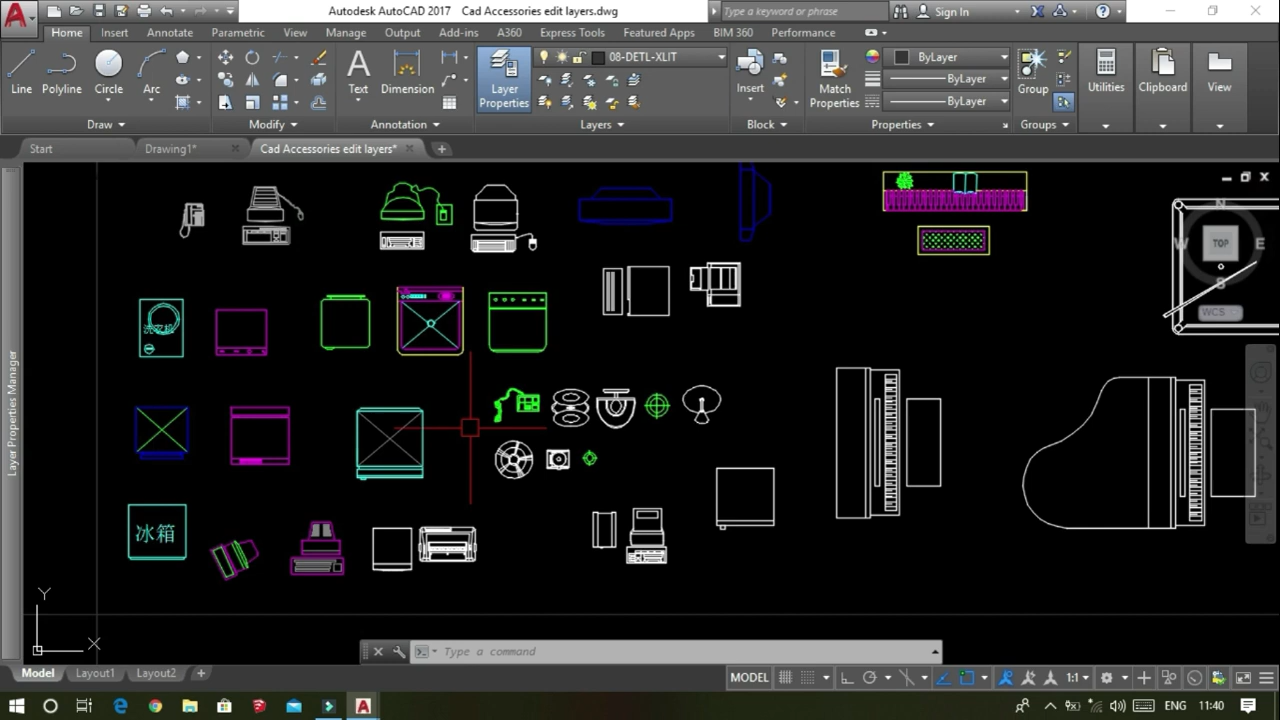 Autodesk AutoCAD 2017 Cad Accessories edit layers.dwg
Type a keyword or phrase
Sign In
Home Insert Annotate Parametric View Manage Output Add-ins A360 Express Tools Featured Apps BIM 360 Performance
08-DETL-XLIT
ByLayer
ByLayer
ByLayer
Line Polyline Circle Arc Text Dimension Layer Properties Insert Match Properties Group Utilities Clipboard View
Draw Modify Annotation Layers Block Properties Groups
Start Drawing1* Cad Accessories edit layers*
Layer Properties Manager
N
W TOP E
S
WCS
洗衣机
冰箱
Y
X
Type a command
Model Layout1 Layout2
MODEL 1:1
ENG 11:40